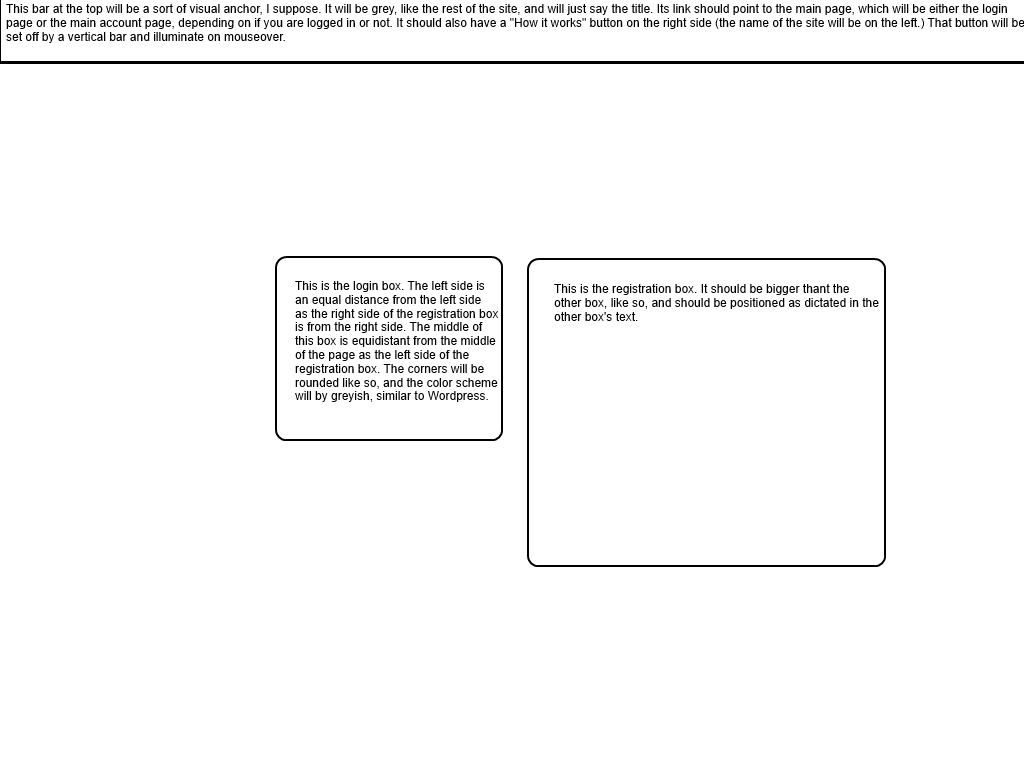 This bar at the top will be a sort of visual anchor, I suppose. It will be grey, like the rest of the site, and will just say the title. Its link should point to the main page, which will be either the login
page or the main account page, depending on if you are logged in or not. It should also have a "How it works" button on the right side (the name of the site will be on the left.) That button will be
set off by a vertical bar and illuminate on mouseover.
This is the login box. The left side is
an equal distance from the left side
as the right side of the registration box
is from the right side. The middle of
this box is equidistant from the middle
of the page as the left side of the
registration box. The corners will be
rounded like so, and the color scheme
will by greyish, similar to Wordpress.
This is the registration box. It should be bigger thant the
other box, like so, and should be positioned as dictated in the
other box's text.